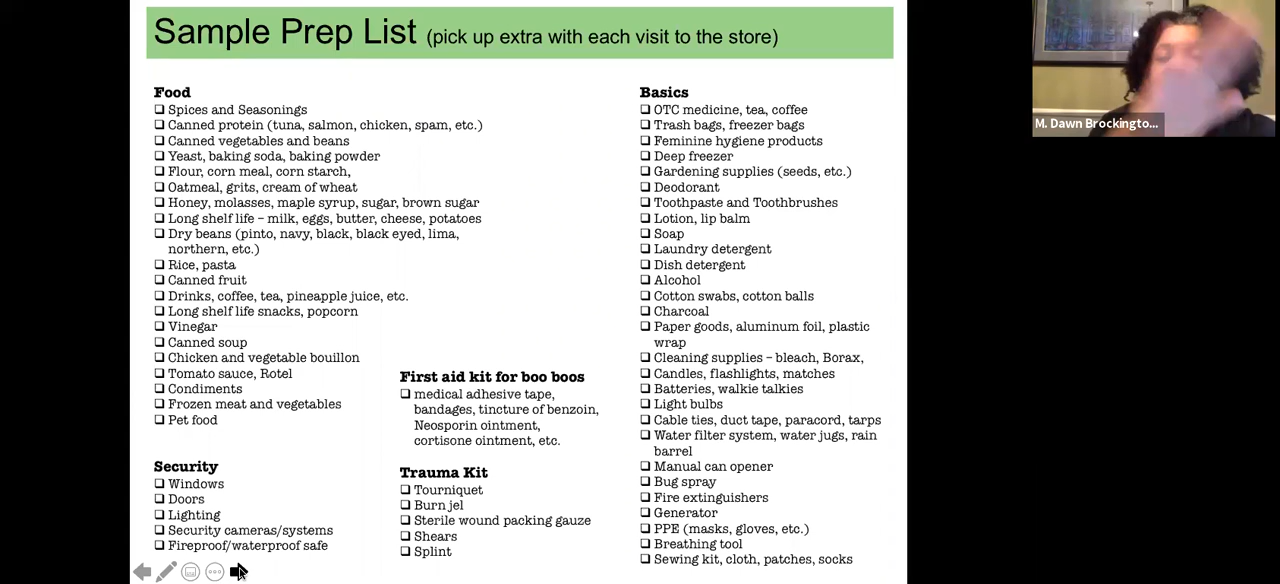 Sample Prep List (pick up extra with each visit to the store)
Food
❑ Spices and Seasonings
❑ Canned protein (tuna, salmon, chicken, spam, etc.)
❑ Canned vegetables and beans
❑ Yeast, baking soda, baking powder
❑ Flour, corn meal, corn starch,
❑ Oatmeal, grits, cream of wheat
❑ Honey, molasses, maple syrup, sugar, brown sugar
❑ Long shelf life – milk, eggs, butter, cheese, potatoes
❑ Dry beans (pinto, navy, black, black eyed, lima,
northern, etc.)
❑ Rice, pasta
❑ Canned fruit
❑ Drinks, coffee, tea, pineapple juice, etc.
❑ Long shelf life snacks, popcorn
❑ Vinegar
❑ Canned soup
❑ Chicken and vegetable bouillon
❑ Tomato sauce, Rotel
❑ Condiments
❑ Frozen meat and vegetables
❑ Pet food
Security
❑ Windows
❑ Doors
❑ Lighting
❑ Security cameras/systems
❑ Fireproof/waterproof safe
First aid kit for boo boos
❑ medical adhesive tape,
bandages, tincture of benzoin,
Neosporin ointment,
cortisone ointment, etc.
Trauma Kit
❑ Tourniquet
❑ Burn jel
❑ Sterile wound packing gauze
❑ Shears
❑ Splint
Basics
❑ OTC medicine, tea, coffee
❑ Trash bags, freezer bags
❑ Feminine hygiene products
❑ Deep freezer
❑ Gardening supplies (seeds, etc.)
❑ Deodorant
❑ Toothpaste and Toothbrushes
❑ Lotion, lip balm
❑ Soap
❑ Laundry detergent
❑ Dish detergent
❑ Alcohol
❑ Cotton swabs, cotton balls
❑ Charcoal
❑ Paper goods, aluminum foil, plastic
wrap
❑ Cleaning supplies – bleach, Borax,
❑ Candles, flashlights, matches
❑ Batteries, walkie talkies
❑ Light bulbs
❑ Cable ties, duct tape, paracord, tarps
❑ Water filter system, water jugs, rain
barrel
❑ Manual can opener
❑ Bug spray
❑ Fire extinguishers
❑ Generator
❑ PPE (masks, gloves, etc.)
❑ Breathing tool
❑ Sewing kit, cloth, patches, socks
M. Dawn Brockingto...